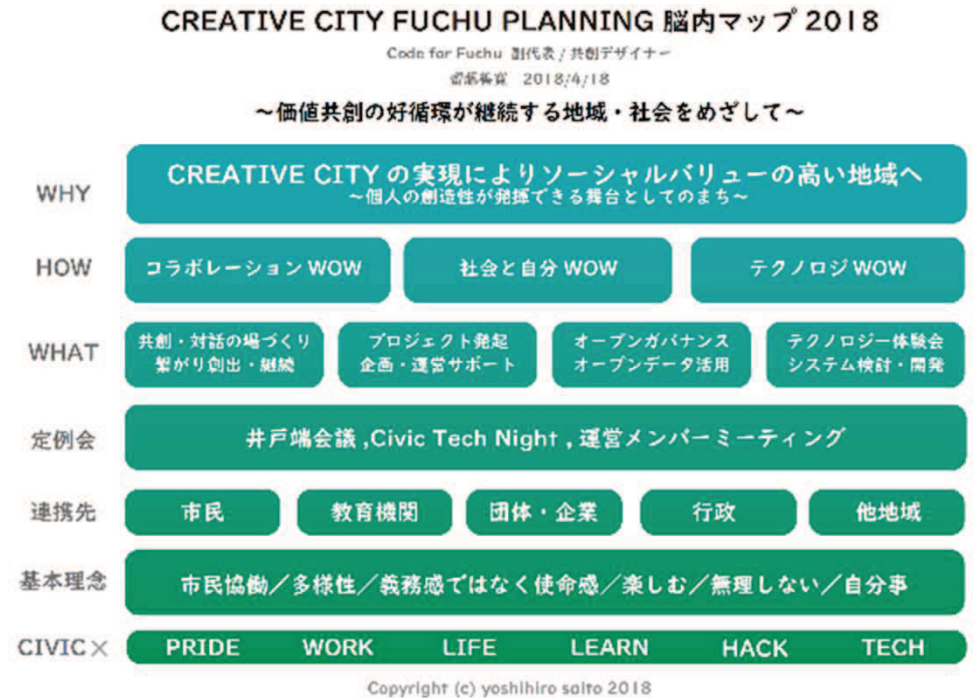 CREATIVE CITY FUCHU PLANNING 脳内マップ 2018
Code for Fuchu 副代表 / 共創デザイナー
2018/4/18
〜価値共創の好循環が継続する地域・社会をめざして〜
WHY
CREATIVE CITY の実現によりソーシャルバリューの高い地域へ
〜個人の創造性が発揮できる舞台としてのまち〜
HOW
コラボレーション WOW
社会と自分 WOW
テクノロジ WOW
WHAT
共創・対話の場づくり
繋がり創出・継続
プロジェクト発起
企画・運営サポート
オープンガバナンス
オープンデータ活用
テクノロジー体験会
システム検討・開発
定例会
井戸端会議 ,Civic Tech Night , 運営メンバーミーティング
連携先
市民
教育機関
団体・企業
行政
他地域
基本理念
市民協働／多様性／義務感ではなく使命感／楽しむ／無理しない／自分事
CIVIC×
PRIDE
WORK
LIFE
LEARN
HACK
TECH
Copyright (c) yoshihiro saito 2018